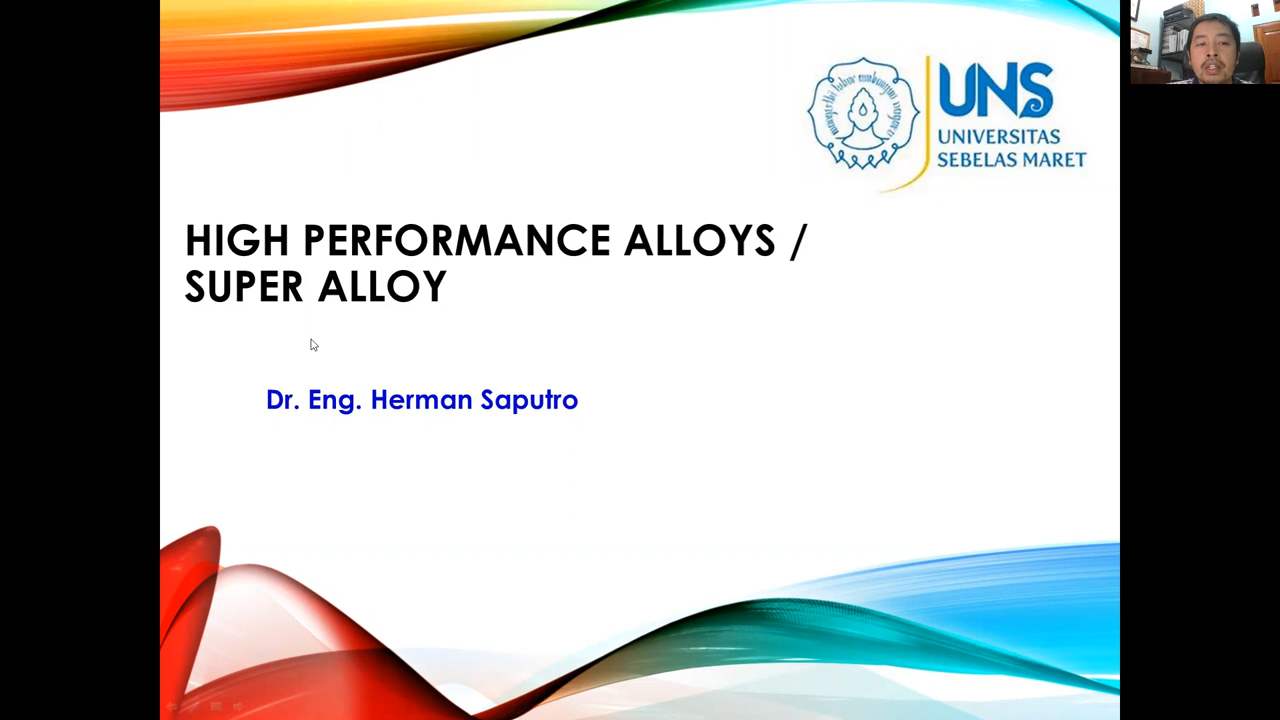 UNS
UNIVERSITAS
SEBELAS MARET
HIGH PERFORMANCE ALLOYS /
SUPER ALLOY
Dr. Eng. Herman Saputro